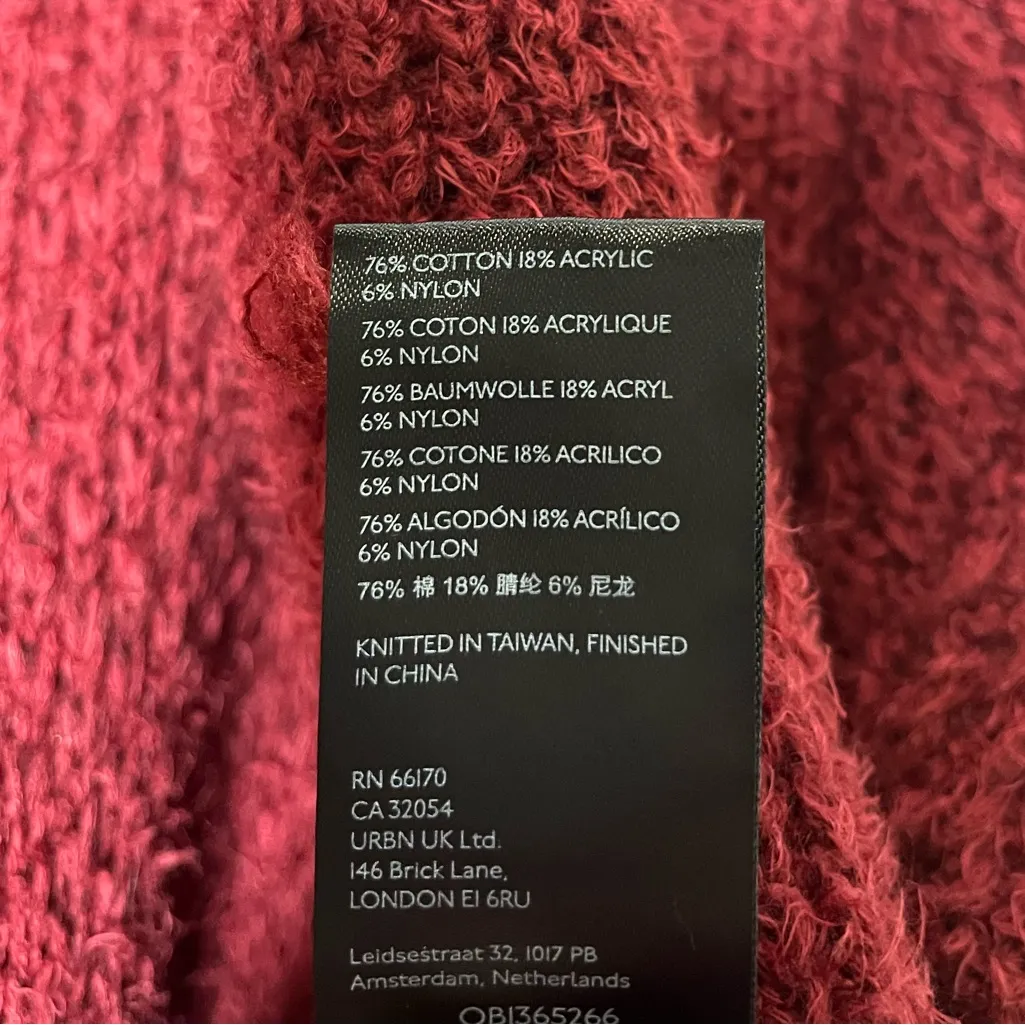 76% COTTON 18% ACRYLIC
6% NYLON
76% COTON 18% ACRYLIQUE
6% NYLON
76% BAUMWOLLE 18% ACRYL
6% NYLON
76% COTONE 18% ACRILICO
6% NYLON
76% ALGODÓN 18% ACRÍLICO
6% NYLON
76% 棉 18% 腈纶 6% 尼龙
KNITTED IN TAIWAN, FINISHED
IN CHINA
RN 66170
CA 32054
URBN UK Ltd.
146 Brick Lane,
LONDON E1 6RU
Leidsestraat 32, 1017 PB
Amsterdam, Netherlands
OB1365266